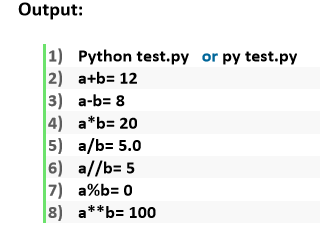 Output:
1) Python test.py or py test.py
2) a+b= 12
3) a-b= 8
4) a*b= 20
5) a/b= 5.0
6) a//b= 5
7) a%b= 0
8) a**b= 100